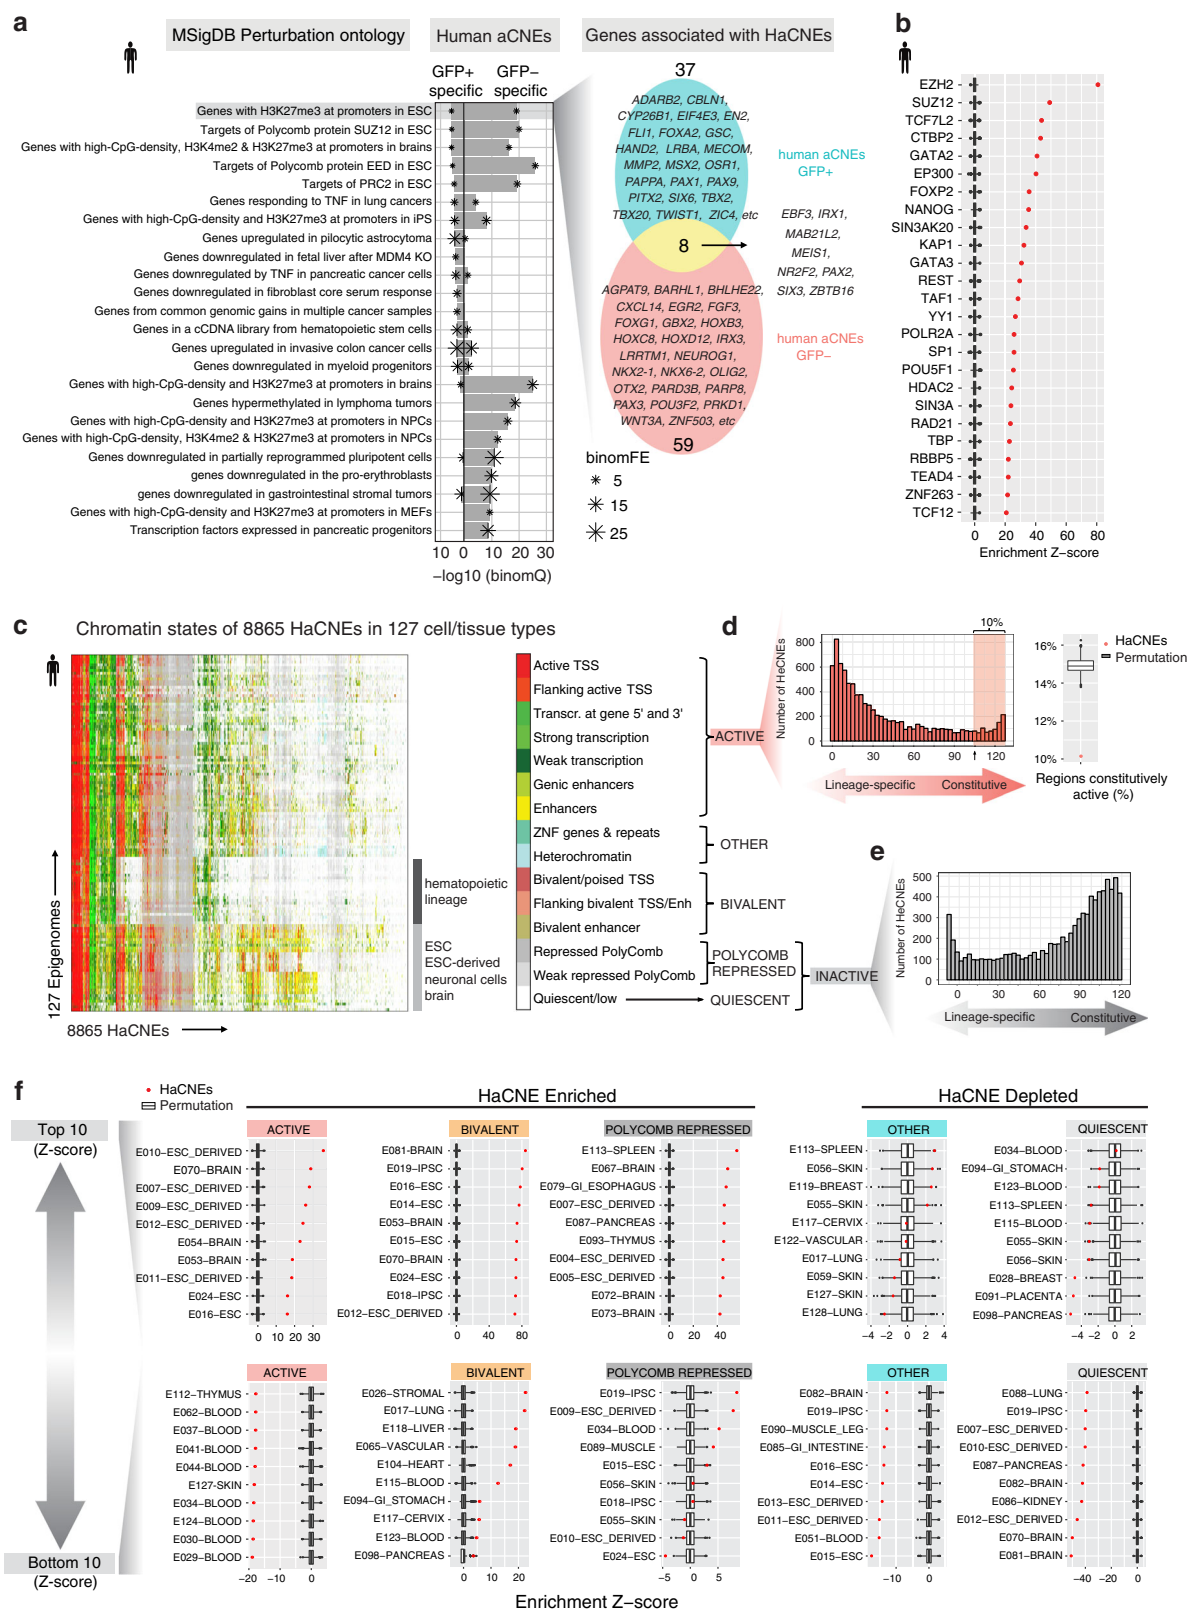 a
MSigDB Perturbation ontology
Human aCNEs
Genes associated with HaCNEs
GFP+ specific
GFP− specific
Genes with H3K27me3 at promoters in ESC
Targets of Polycomb protein SUZ12 in ESC
Genes with high-CpG-density, H3K4me2 & H3K27me3 at promoters in brains
Targets of Polycomb protein EED in ESC
Targets of PRC2 in ESC
Genes responding to TNF in lung cancers
Genes with high-CpG-density and H3K27me3 at promoters in iPS
Genes upregulated in pilocytic astrocytoma
Genes downregulated in fetal liver after MDM4 KO
Genes downregulated by TNF in pancreatic cancer cells
Genes downregulated in fibroblast core serum response
Genes from common genomic gains in multiple cancer samples
Genes in a cCDNA library from hematopoietic stem cells
Genes upregulated in invasive colon cancer cells
Genes downregulated in myeloid progenitors
Genes with high-CpG-density and H3K27me3 at promoters in brains
Genes hypermethylated in lymphoma tumors
Genes with high-CpG-density and H3K27me3 at promoters in NPCs
Genes with high-CpG-density, H3K4me2 & H3K27me3 at promoters in NPCs
Genes downregulated in partially reprogrammed pluripotent cells
genes downregulated in the pro-erythroblasts
genes downregulated in gastrointestinal stromal tumors
Genes with high-CpG-density and H3K27me3 at promoters in MEFs
Transcription factors expressed in pancreatic progenitors
10 0 10 20 30
−log10 (binomQ)
37
ADARB2, CBLN1,
CYP26B1, EIF4E3, EN2,
FLI1, FOXA2, GSC,
HAND2, LRBA, MECOM,
MMP2, MSX2, OSR1,
PAPPA, PAX1, PAX9,
PITX2, SIX6, TBX2,
TBX20, TWIST1, ZIC4, etc
8
AGPAT9, BARHL1, BHLHE22,
CXCL14, EGR2, FGF3,
FOXG1, GBX2, HOXB3,
HOXC8, HOXD12, IRX3,
LRRTM1, NEUROG1,
NKX2-1, NKX6-2, OLIG2,
OTX2, PARD3B, PARP8,
PAX3, POU3F2, PRKD1,
WNT3A, ZNF503, etc
59
human aCNEs
GFP+
EBF3, IRX1,
MAB21L2,
MEIS1,
NR2F2, PAX2,
SIX3, ZBTB16
human aCNEs
GFP−
binomFE
5
15
25
b
EZH2
SUZ12
TCF7L2
CTBP2
GATA2
EP300
FOXP2
NANOG
SIN3AK20
KAP1
GATA3
REST
TAF1
YY1
POLR2A
SP1
POU5F1
HDAC2
SIN3A
RAD21
TBP
RBBP5
TEAD4
ZNF263
TCF12
0 20 40 60 80
Enrichment Z-score
c
Chromatin states of 8865 HaCNEs in 127 cell/tissue types
127 Epigenomes
8865 HaCNEs
hematopoietic
lineage
ESC
ESC-derived
neuronal cells
brain
Active TSS
Flanking active TSS
Transcr. at gene 5' and 3'
Strong transcription
Weak transcription
Genic enhancers
Enhancers
ZNF genes & repeats
Heterochromatin
Bivalent/poised TSS
Flanking bivalent TSS/Enh
Bivalent enhancer
Repressed PolyComb
Weak repressed PolyComb
Quiescent/low
ACTIVE
OTHER
BIVALENT
POLYCOMB
REPRESSED
QUIESCENT
INACTIVE
d
Number of HeCNEs
800
600
400
200
0
10%
0 30 60 90 120
Lineage-specific
Constitutive
16%
14%
12%
10%
HaCNEs
Permutation
Regions constitutively
active (%)
e
Number of HeCNEs
500
400
300
200
100
0
0 30 60 90 120
Lineage-specific
Constitutive
f
HaCNEs
Permutation
HaCNE Enriched
HaCNE Depleted
Top 10
(Z-score)
Bottom 10
(Z-score)
ACTIVE
E010−ESC_DERIVED
E070−BRAIN
E007−ESC_DERIVED
E009−ESC_DERIVED
E012−ESC_DERIVED
E054−BRAIN
E053−BRAIN
E011−ESC_DERIVED
E024−ESC
E016−ESC
0 10 20 30
BIVALENT
E081−BRAIN
E019−IPSC
E016−ESC
E014−ESC
E053−BRAIN
E015−ESC
E070−BRAIN
E024−ESC
E018−IPSC
E012−ESC_DERIVED
0 40 80
POLYCOMB REPRESSED
E113−SPLEEN
E067−BRAIN
E079−GI_ESOPHAGUS
E007−ESC_DERIVED
E087−PANCREAS
E093−THYMUS
E004−ESC_DERIVED
E005−ESC_DERIVED
E072−BRAIN
E073−BRAIN
0 20 40 60
OTHER
E113−SPLEEN
E056−SKIN
E119−BREAST
E055−SKIN
E117−CERVIX
E122−VASCULAR
E017−LUNG
E059−SKIN
E127−SKIN
E128−LUNG
−4 −2 0 2 4
QUIESCENT
E034−BLOOD
E094−GI_STOMACH
E123−BLOOD
E113−SPLEEN
E115−BLOOD
E055−SKIN
E056−SKIN
E028−BREAST
E091−PLACENTA
E098−PANCREAS
−4 −2 0 2
ACTIVE
E112−THYMUS
E062−BLOOD
E037−BLOOD
E041−BLOOD
E044−BLOOD
E127−SKIN
E034−BLOOD
E124−BLOOD
E030−BLOOD
E029−BLOOD
−20 −10 0
BIVALENT
E026−STROMAL
E017−LUNG
E118−LIVER
E065−VASCULAR
E104−HEART
E115−BLOOD
E094−GI_STOMACH
E117−CERVIX
E123−BLOOD
E098−PANCREAS
0 10 20
POLYCOMB REPRESSED
E019−IPSC
E009−ESC_DERIVED
E034−BLOOD
E089−MUSCLE
E015−ESC
E056−SKIN
E018−IPSC
E055−SKIN
E010−ESC_DERIVED
E024−ESC
−5 0 5
OTHER
E082−BRAIN
E019−IPSC
E090−MUSCLE_LEG
E085−GI_INTESTINE
E016−ESC
E014−ESC
E013−ESC_DERIVED
E011−ESC_DERIVED
E051−BLOOD
E015−ESC
−10 0
QUIESCENT
E088−LUNG
E019−IPSC
E007−ESC_DERIVED
E010−ESC_DERIVED
E087−PANCREAS
E082−BRAIN
E086−KIDNEY
E012−ESC_DERIVED
E070−BRAIN
E081−BRAIN
−40 −20 0
Enrichment Z−score